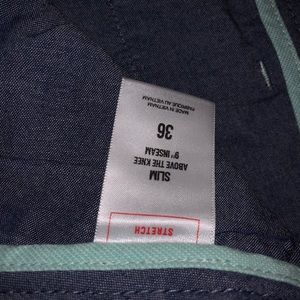 STRETCH
SLIM
ABOVE THE KNEE
9" INSEAM
36
MADE IN VIETNAM
FABRIQUÉ AU VIETNAM